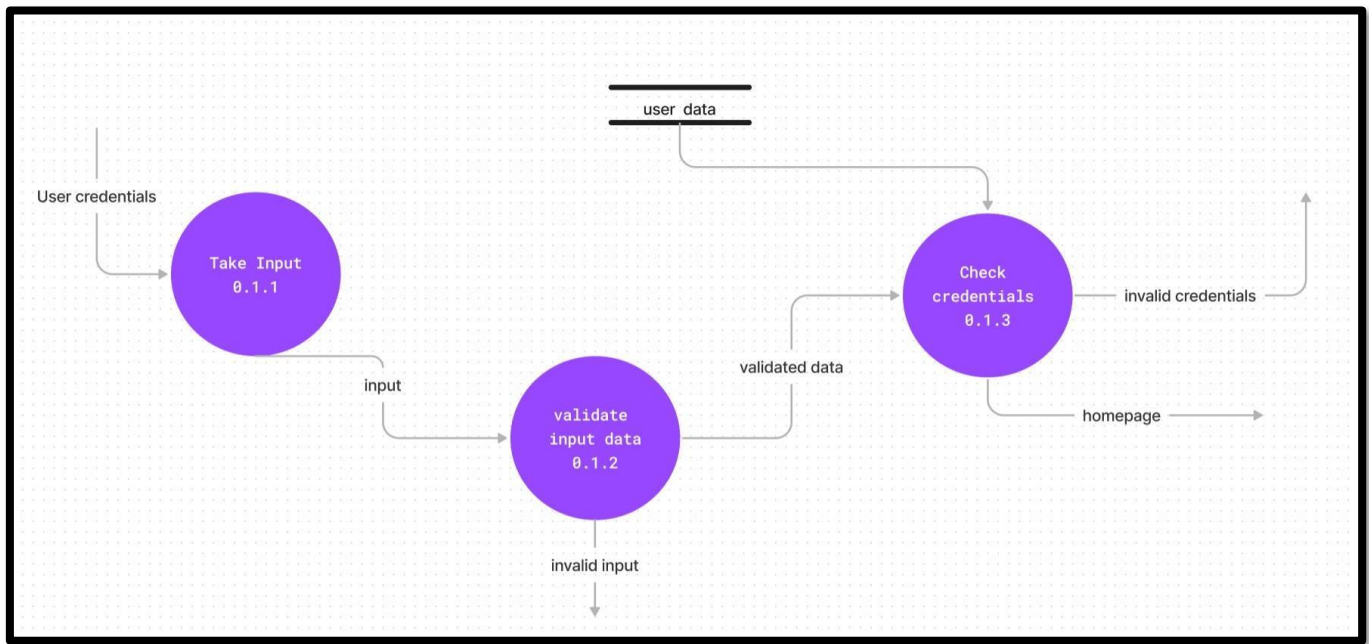 user data
User credentials
Take Input
0.1.1
Check
credentials
0.1.3
invalid credentials
validated data
input
validate
input data
0.1.2
homepage
invalid input